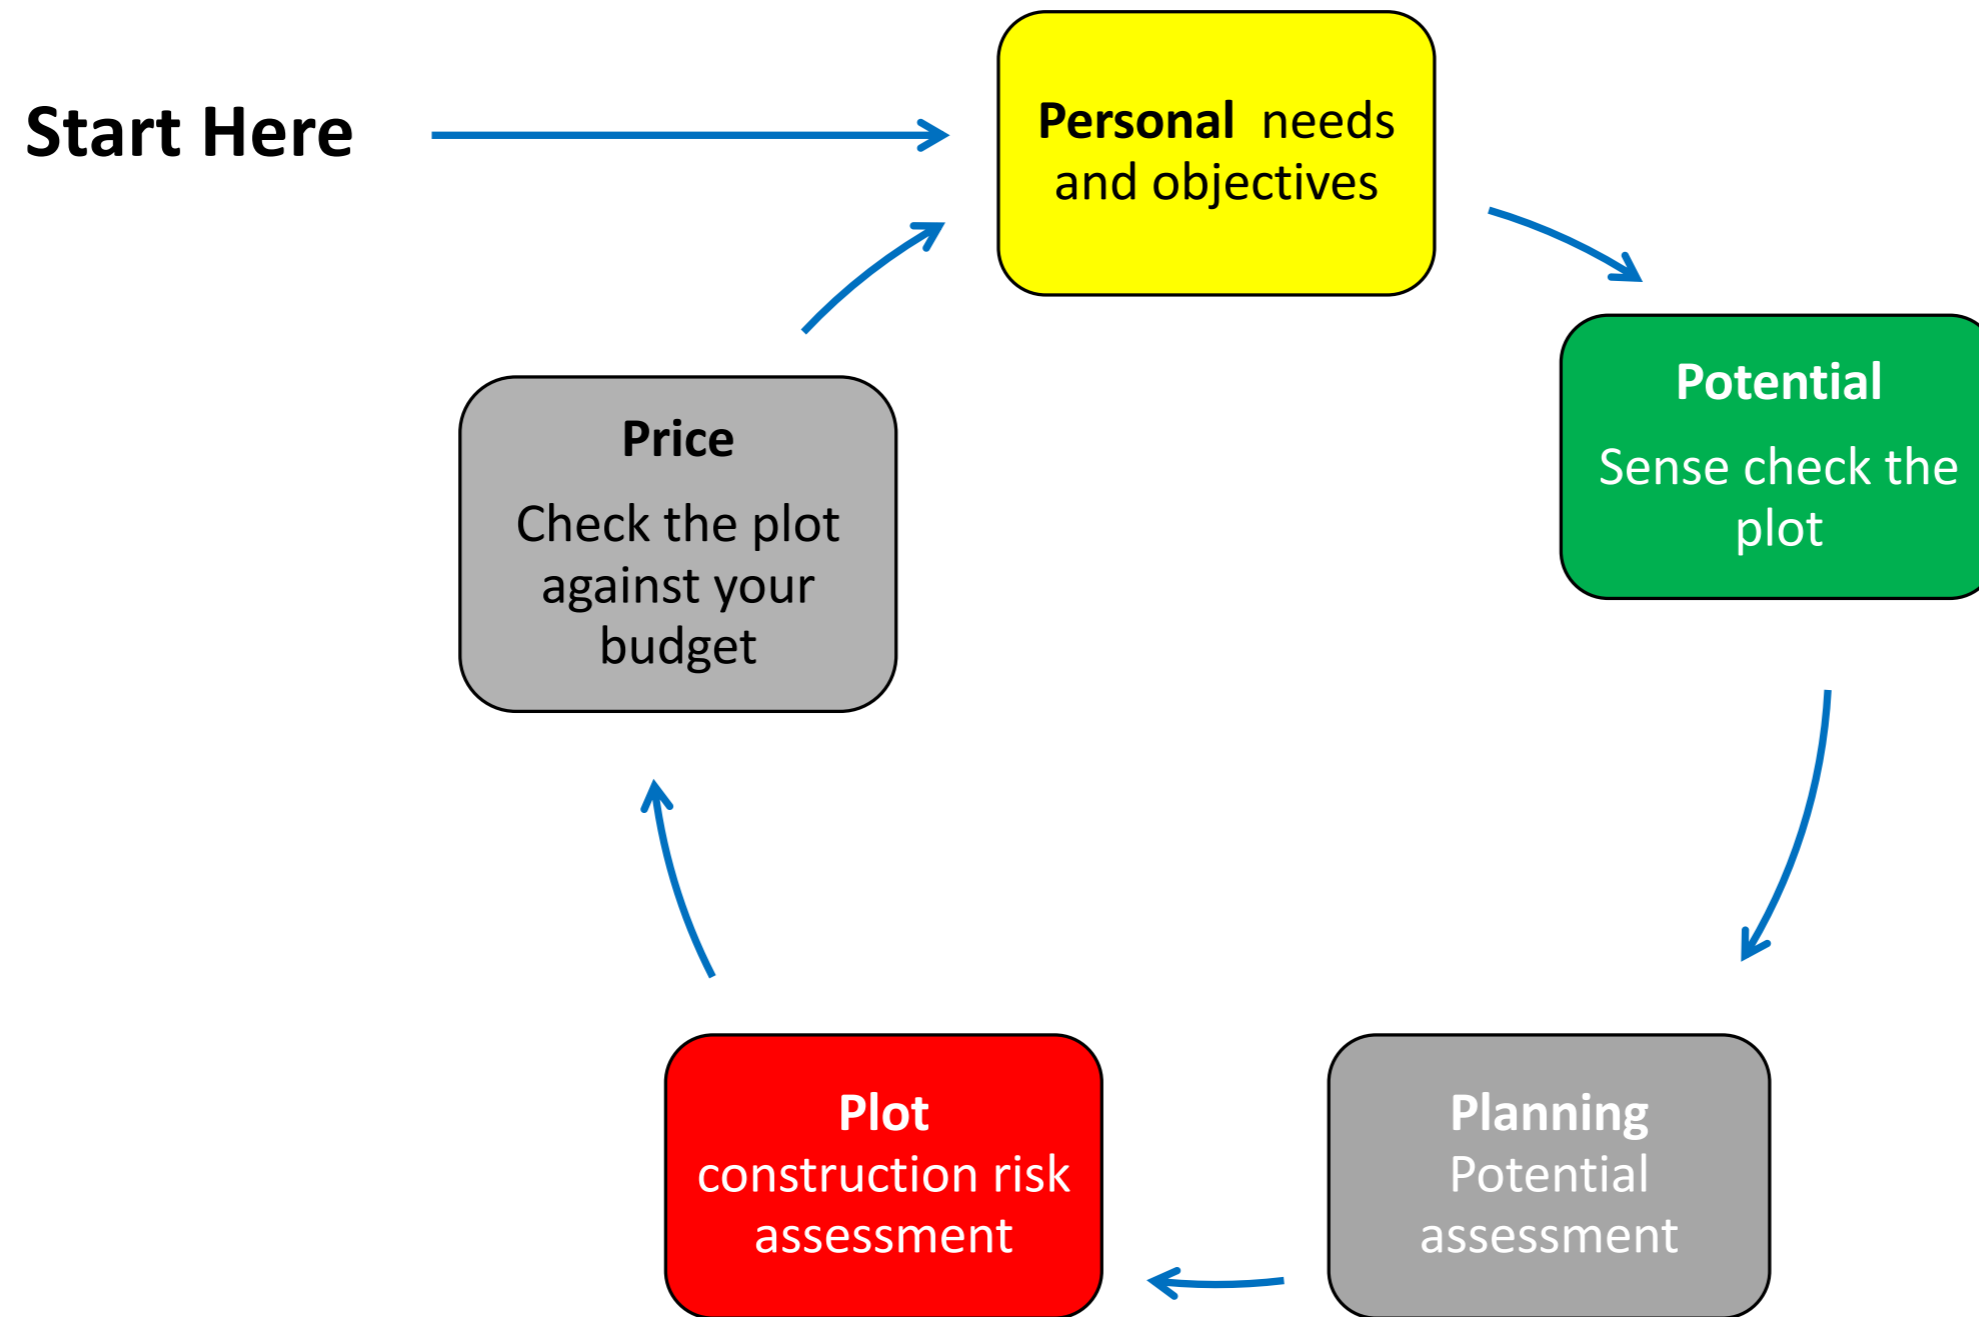 Start Here
Personal needs
and objectives
Potential
Sense check the
plot
Planning
Potential
assessment
Plot
construction risk
assessment
Price
Check the plot
against your
budget